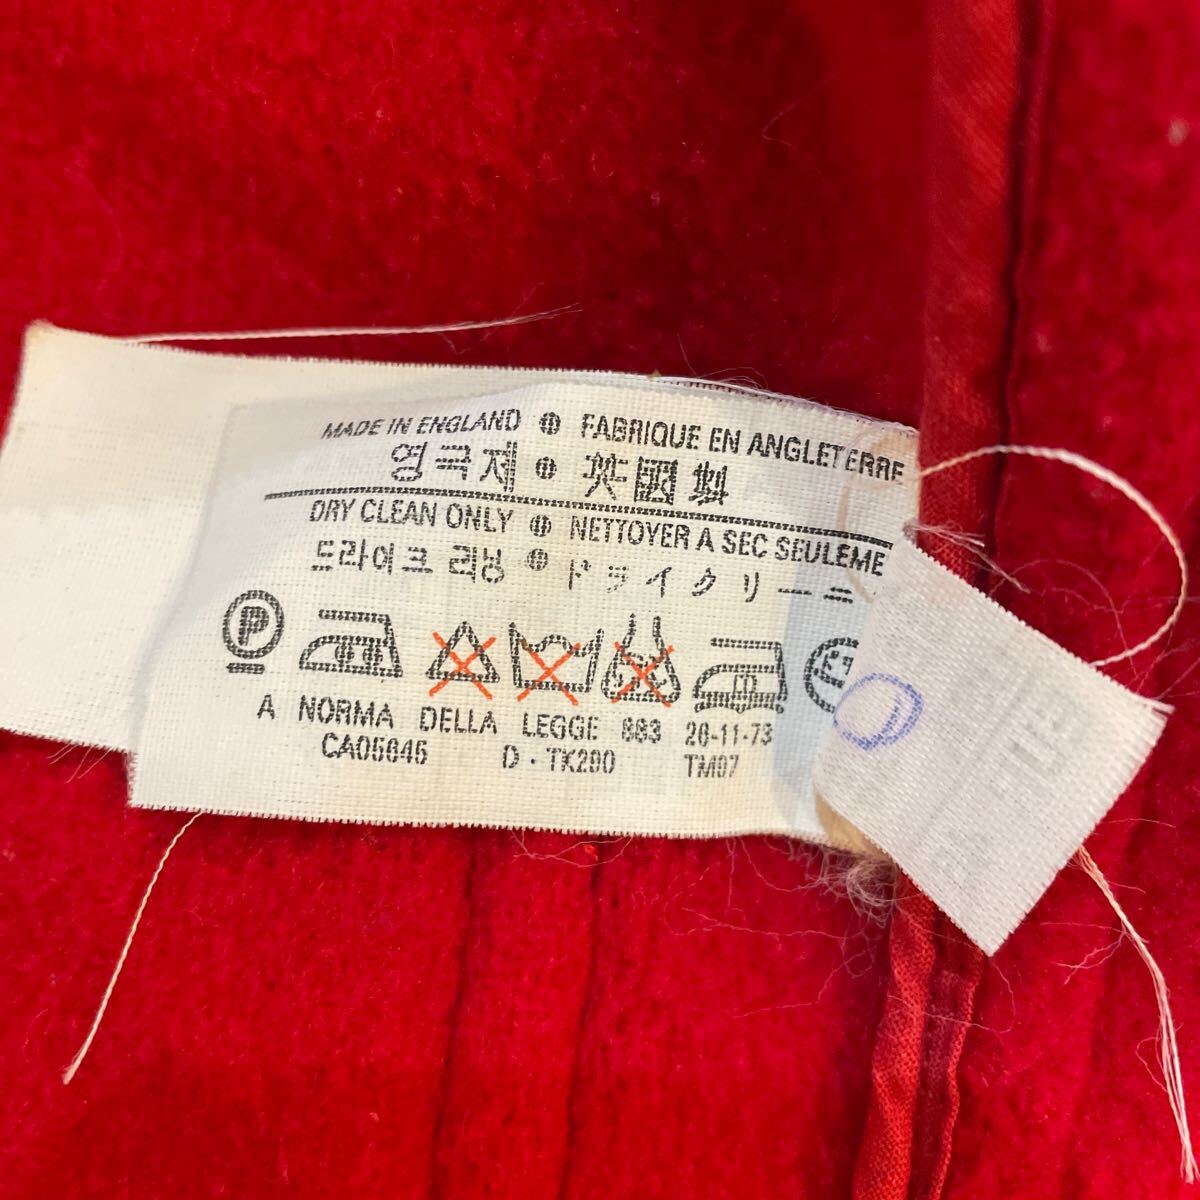 MADE IN ENGLAND ● FABRIQUE EN ANGLETERRE
영국제 ● 英國製
DRY CLEAN ONLY ● NETTOYER A SEC SEULEME
드라이크리닝 ● ドライクリーニ
P
A NORMA DELLA LEGGE 883 26-11-73
CA05645 D · TK290 TM97